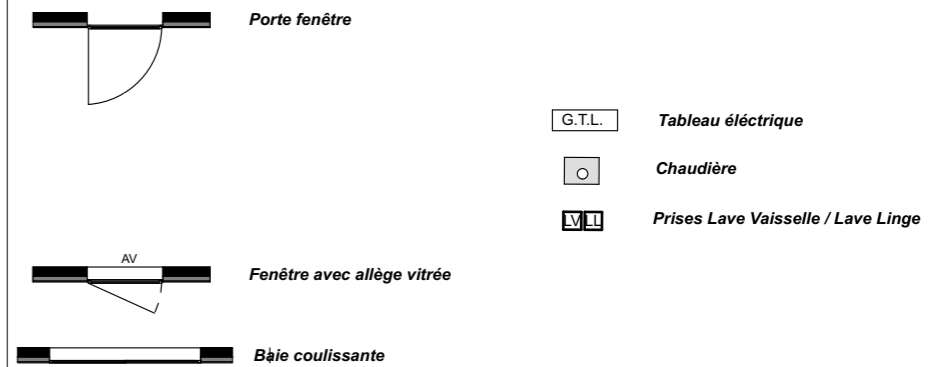 Porte fenêtre
G.T.L. Tableau éléctrique
Chaudière
LV LL Prises Lave Vaisselle / Lave Linge
AV
Fenêtre avec allège vitrée
Baie coulissante